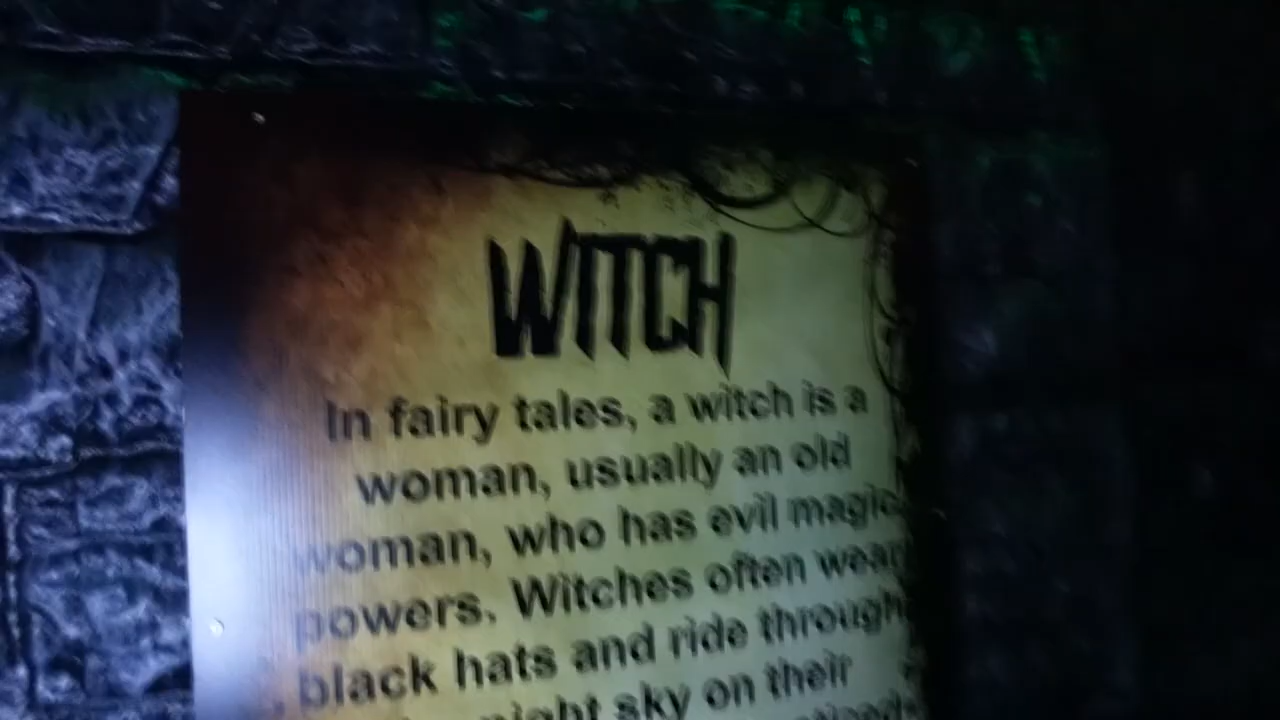 WITCH
In fairy tales, a witch is a
woman, usually an old
woman, who has evil magic
powers. Witches often wear
black hats and ride through
night sky on their